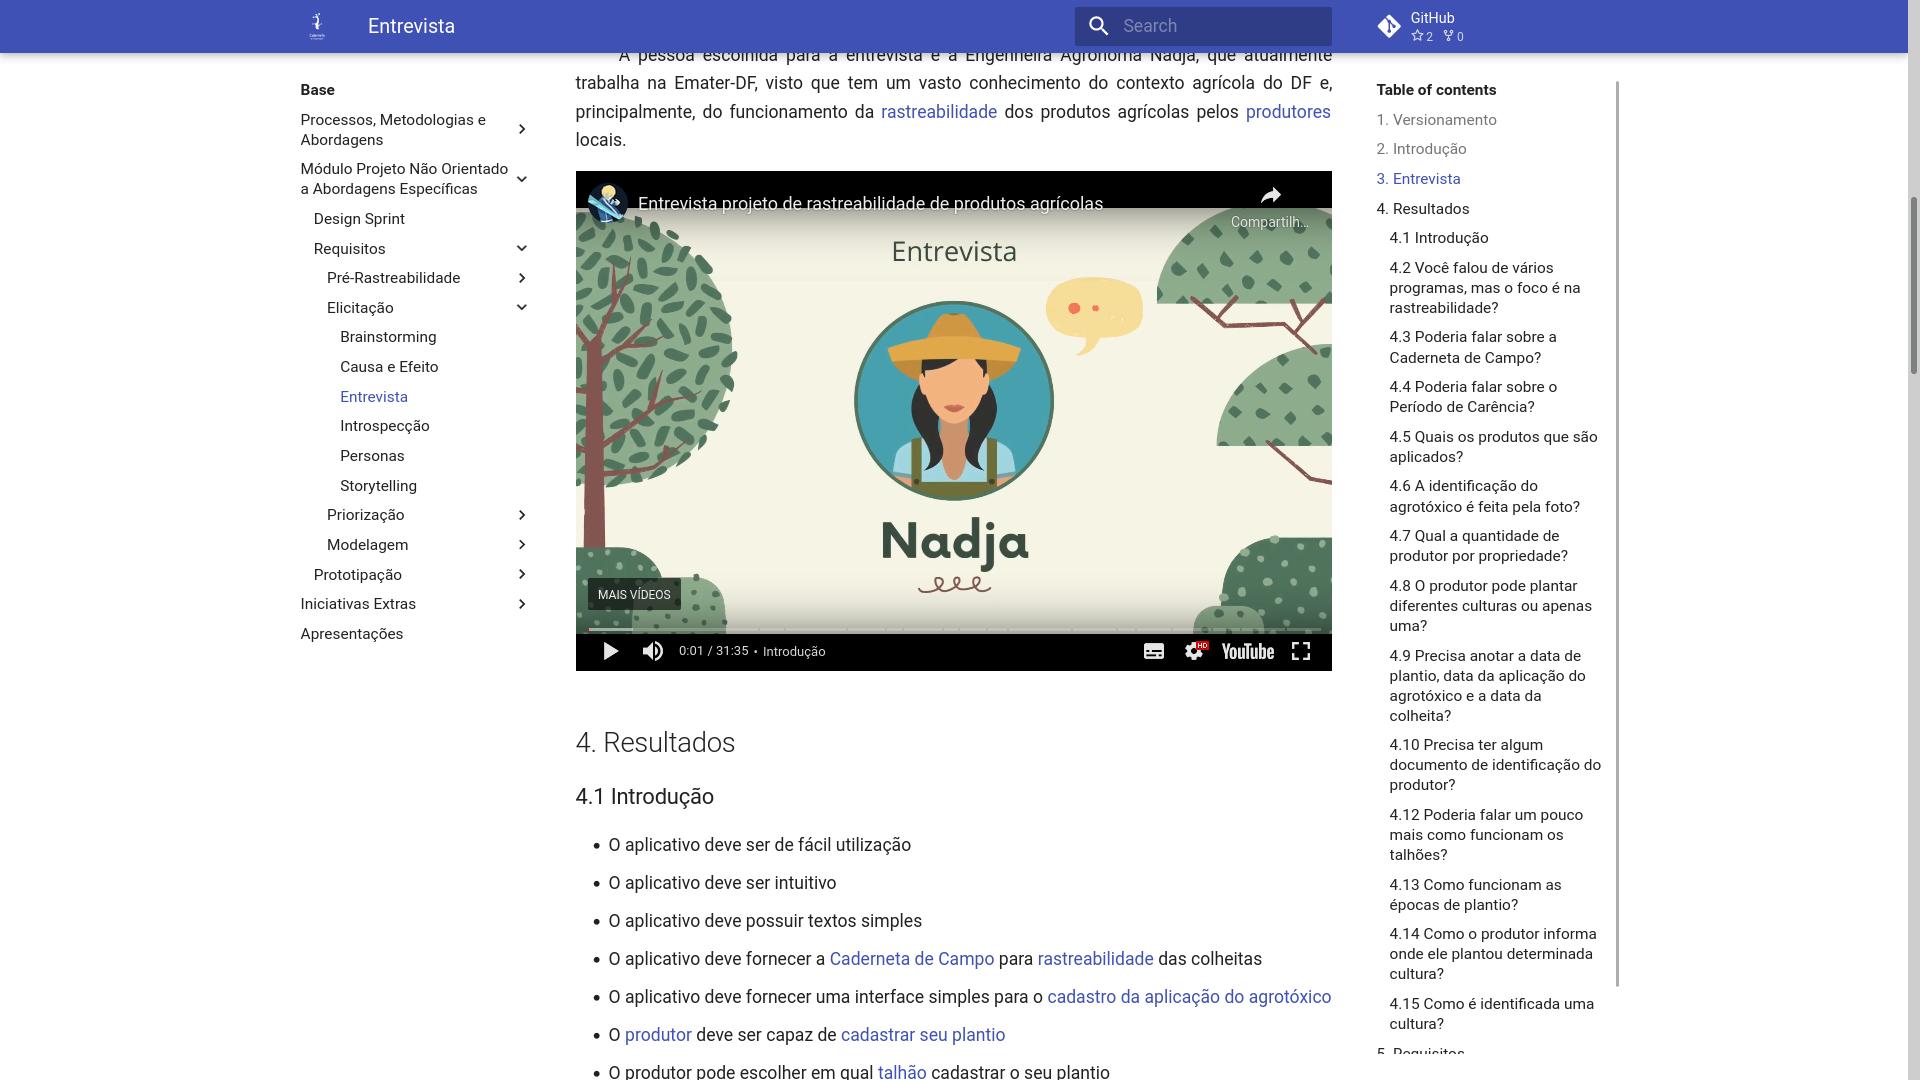 Entrevista
Search
GitHub
2 0
Base
Processos, Metodologias e
Abordagens
Módulo Projeto Não Orientado
a Abordagens Específicas
Design Sprint
Requisitos
Pré-Rastreabilidade
Elicitação
Brainstorming
Causa e Efeito
Entrevista
Introspecção
Personas
Storytelling
Priorização
Modelagem
Prototipação
Iniciativas Extras
Apresentações
A pessoa escolhida para a entrevista é a Engenheira Agrônoma Nadja, que atualmente
trabalha na Emater-DF, visto que tem um vasto conhecimento do contexto agrícola do DF e,
principalmente, do funcionamento da rastreabilidade dos produtos agrícolas pelos produtores
locais.
Entrevista projeto de rastreabilidade de produtos agrícolas
Compartilh...
Entrevista
Nadja
MAIS VÍDEOS
0:01 / 31:35 • Introdução
HD
YouTube
4. Resultados
4.1 Introdução
• O aplicativo deve ser de fácil utilização
• O aplicativo deve ser intuitivo
• O aplicativo deve possuir textos simples
• O aplicativo deve fornecer a Caderneta de Campo para rastreabilidade das colheitas
• O aplicativo deve fornecer uma interface simples para o cadastro da aplicação do agrotóxico
• O produtor deve ser capaz de cadastrar seu plantio
• O produtor pode escolher em qual talhão cadastrar o seu plantio
Table of contents
1. Versionamento
2. Introdução
3. Entrevista
4. Resultados
4.1 Introdução
4.2 Você falou de vários
programas, mas o foco é na
rastreabilidade?
4.3 Poderia falar sobre a
Caderneta de Campo?
4.4 Poderia falar sobre o
Período de Carência?
4.5 Quais os produtos que são
aplicados?
4.6 A identificação do
agrotóxico é feita pela foto?
4.7 Qual a quantidade de
produtor por propriedade?
4.8 O produtor pode plantar
diferentes culturas ou apenas
uma?
4.9 Precisa anotar a data de
plantio, data da aplicação do
agrotóxico e a data da
colheita?
4.10 Precisa ter algum
documento de identificação do
produtor?
4.12 Poderia falar um pouco
mais como funcionam os
talhões?
4.13 Como funcionam as
épocas de plantio?
4.14 Como o produtor informa
onde ele plantou determinada
cultura?
4.15 Como é identificada uma
cultura?
5. Requisitos